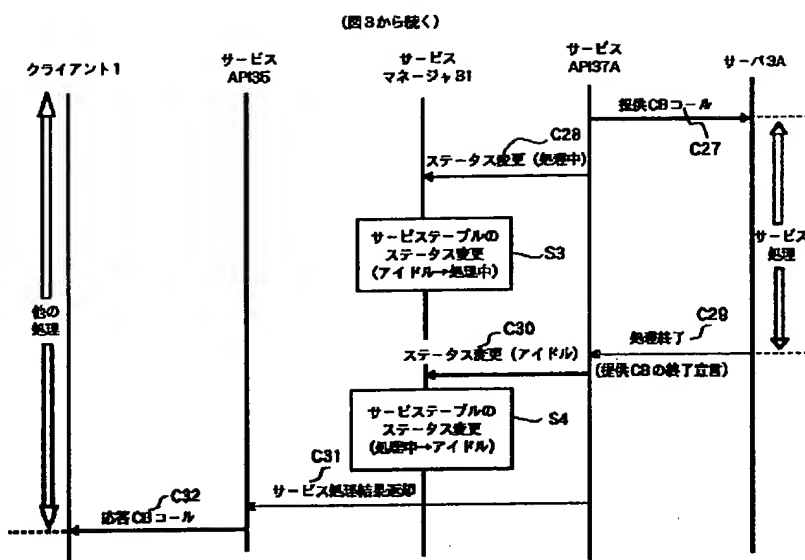 (図3から続く)
クライアント1
サービス
API35
サービス
マネージャ31
サービス
API37A
サーバ3A
提供CBコール
C27
C28
ステータス変更(処理中)
サービステーブルの
ステータス変更
(アイドル→処理中)
S3
サービス
処理
他の
処理
C29
処理終了
(提供CBの終了宣言)
C30
ステータス変更(アイドル)
サービステーブルの
ステータス変更
(処理中→アイドル)
S4
C31
サービス処理結果返却
C32
応答CBコール